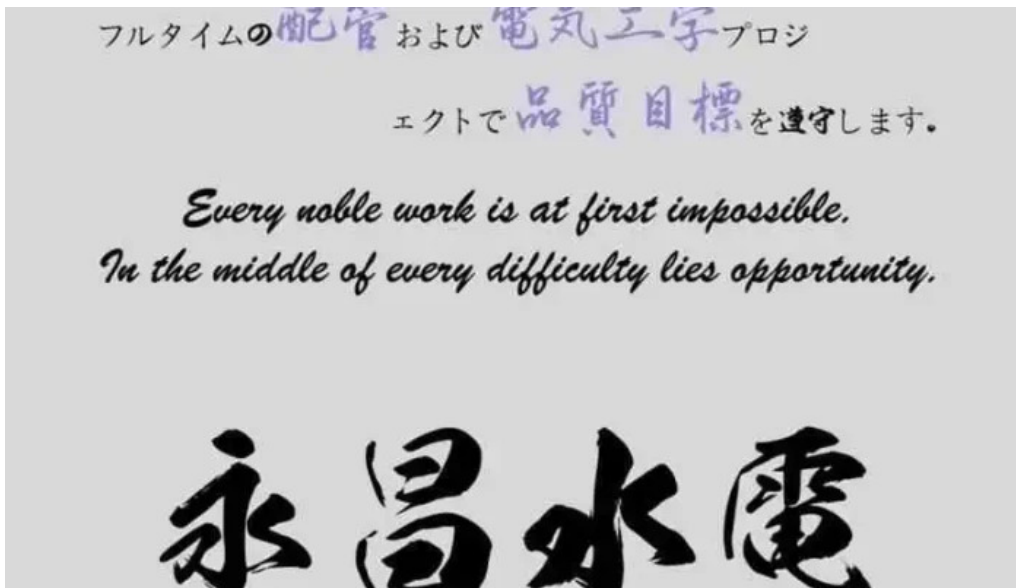 フルタイムの配管および電気工学プロジ
ェクトで品質目標を遵守します。
Every noble work is at first impossible.
In the middle of every difficulty lies opportunity.
永昌水電